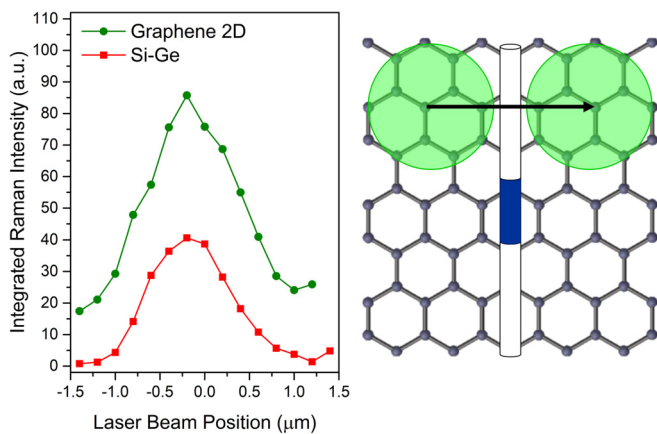 Graphene 2D
Si-Ge
Integrated Raman Intensity (a.u.)
110
100
90
80
70
60
50
40
30
20
10
0
-1.5 -1.0 -0.5 0.0 0.5 1.0 1.5
Laser Beam Position (μm)